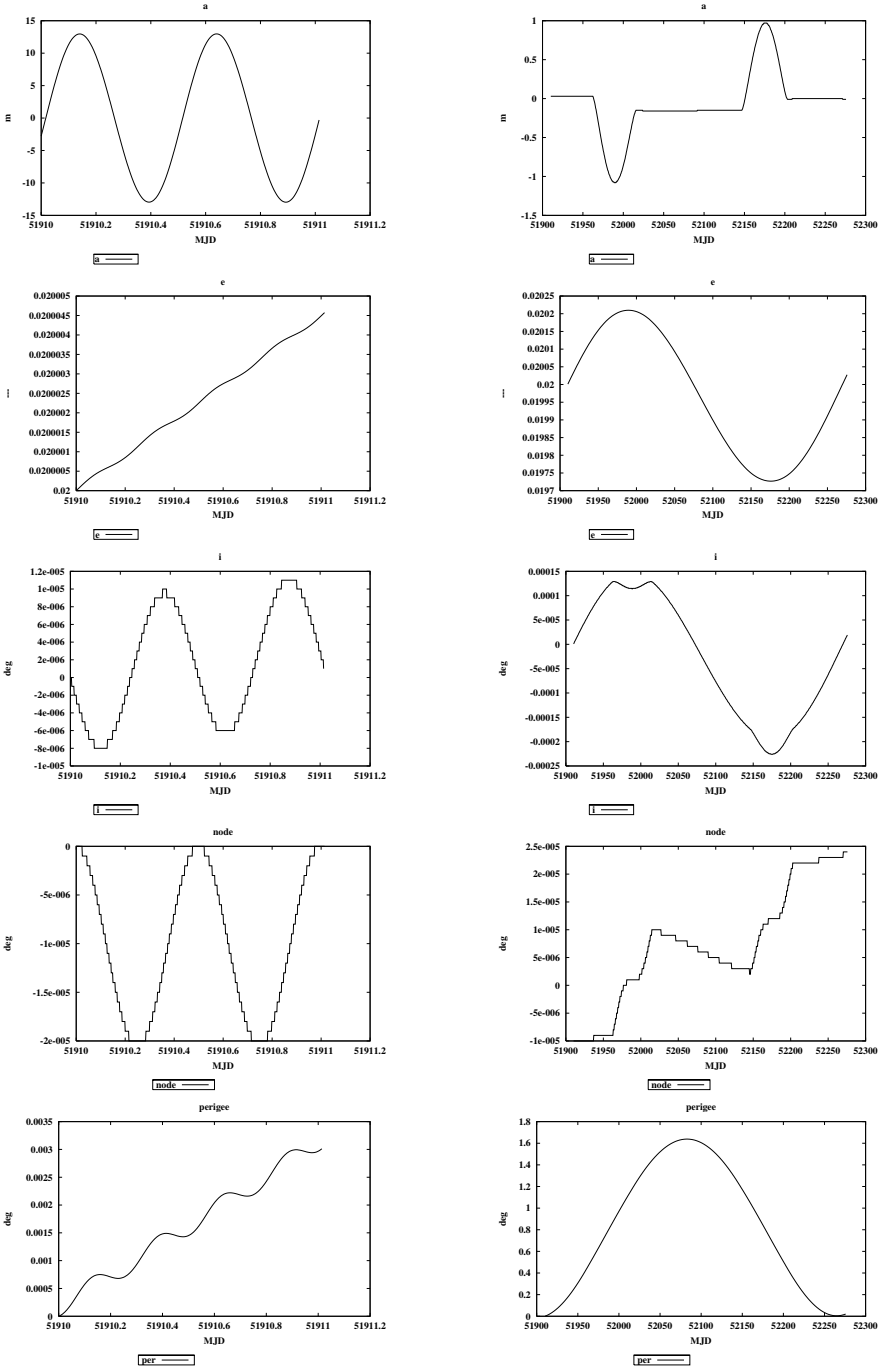 a
15
10
5
0
-5
-10
-15
m
51910 51910.2 51910.4 51910.6 51910.8 51911 51911.2
MJD
a
a
1
0.5
0
-0.5
-1
-1.5
m
51900 51950 52000 52050 52100 52150 52200 52250 52300
MJD
a
e
0.020005
0.0200045
0.020004
0.0200035
0.020003
0.0200025
0.020002
0.0200015
0.020001
0.0200005
0.02
---
51910 51910.2 51910.4 51910.6 51910.8 51911 51911.2
MJD
e
e
0.02025
0.0202
0.02015
0.0201
0.02005
0.02
0.01995
0.0199
0.01985
0.0198
0.01975
0.0197
---
51900 51950 52000 52050 52100 52150 52200 52250 52300
MJD
e
i
1.2e-005
1e-005
8e-006
6e-006
4e-006
2e-006
0
-2e-006
-4e-006
-6e-006
-8e-006
-1e-005
deg
51910 51910.2 51910.4 51910.6 51910.8 51911 51911.2
MJD
i
i
0.00015
0.0001
5e-005
0
-5e-005
-0.0001
-0.00015
-0.0002
-0.00025
deg
51900 51950 52000 52050 52100 52150 52200 52250 52300
MJD
i
node
0
-5e-006
-1e-005
-1.5e-005
-2e-005
deg
51910 51910.2 51910.4 51910.6 51910.8 51911 51911.2
MJD
node
node
2.5e-005
2e-005
1.5e-005
1e-005
5e-006
0
-5e-006
-1e-005
deg
51900 51950 52000 52050 52100 52150 52200 52250 52300
MJD
node
perigee
0.0035
0.003
0.0025
0.002
0.0015
0.001
0.0005
0
deg
51910 51910.2 51910.4 51910.6 51910.8 51911 51911.2
MJD
per
perigee
1.8
1.6
1.4
1.2
1
0.8
0.6
0.4
0.2
0
deg
51900 51950 52000 52050 52100 52150 52200 52250 52300
MJD
per